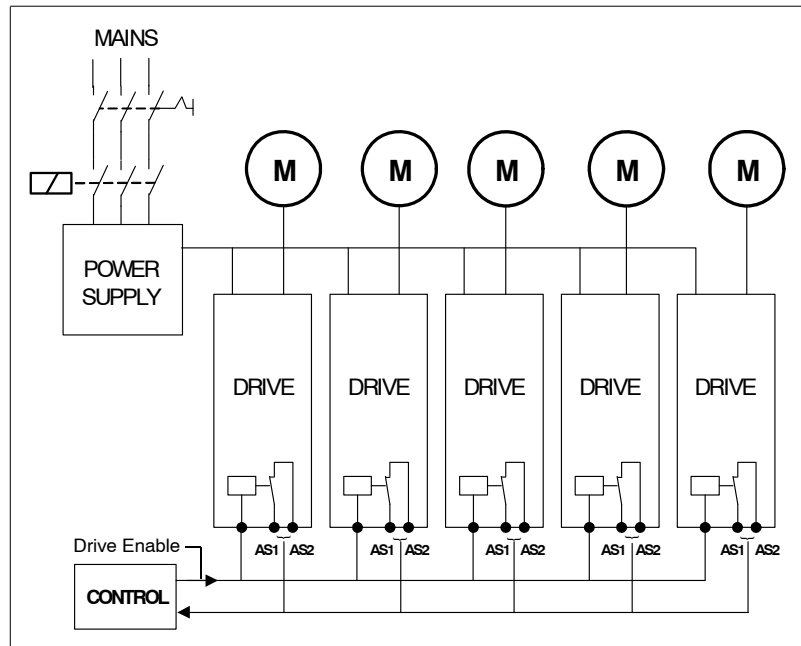 MAINS
M M M M M
POWER
SUPPLY
DRIVE DRIVE DRIVE DRIVE DRIVE
Drive Enable
AS1 AS2 AS1 AS2 AS1 AS2 AS1 AS2 AS1 AS2
CONTROL